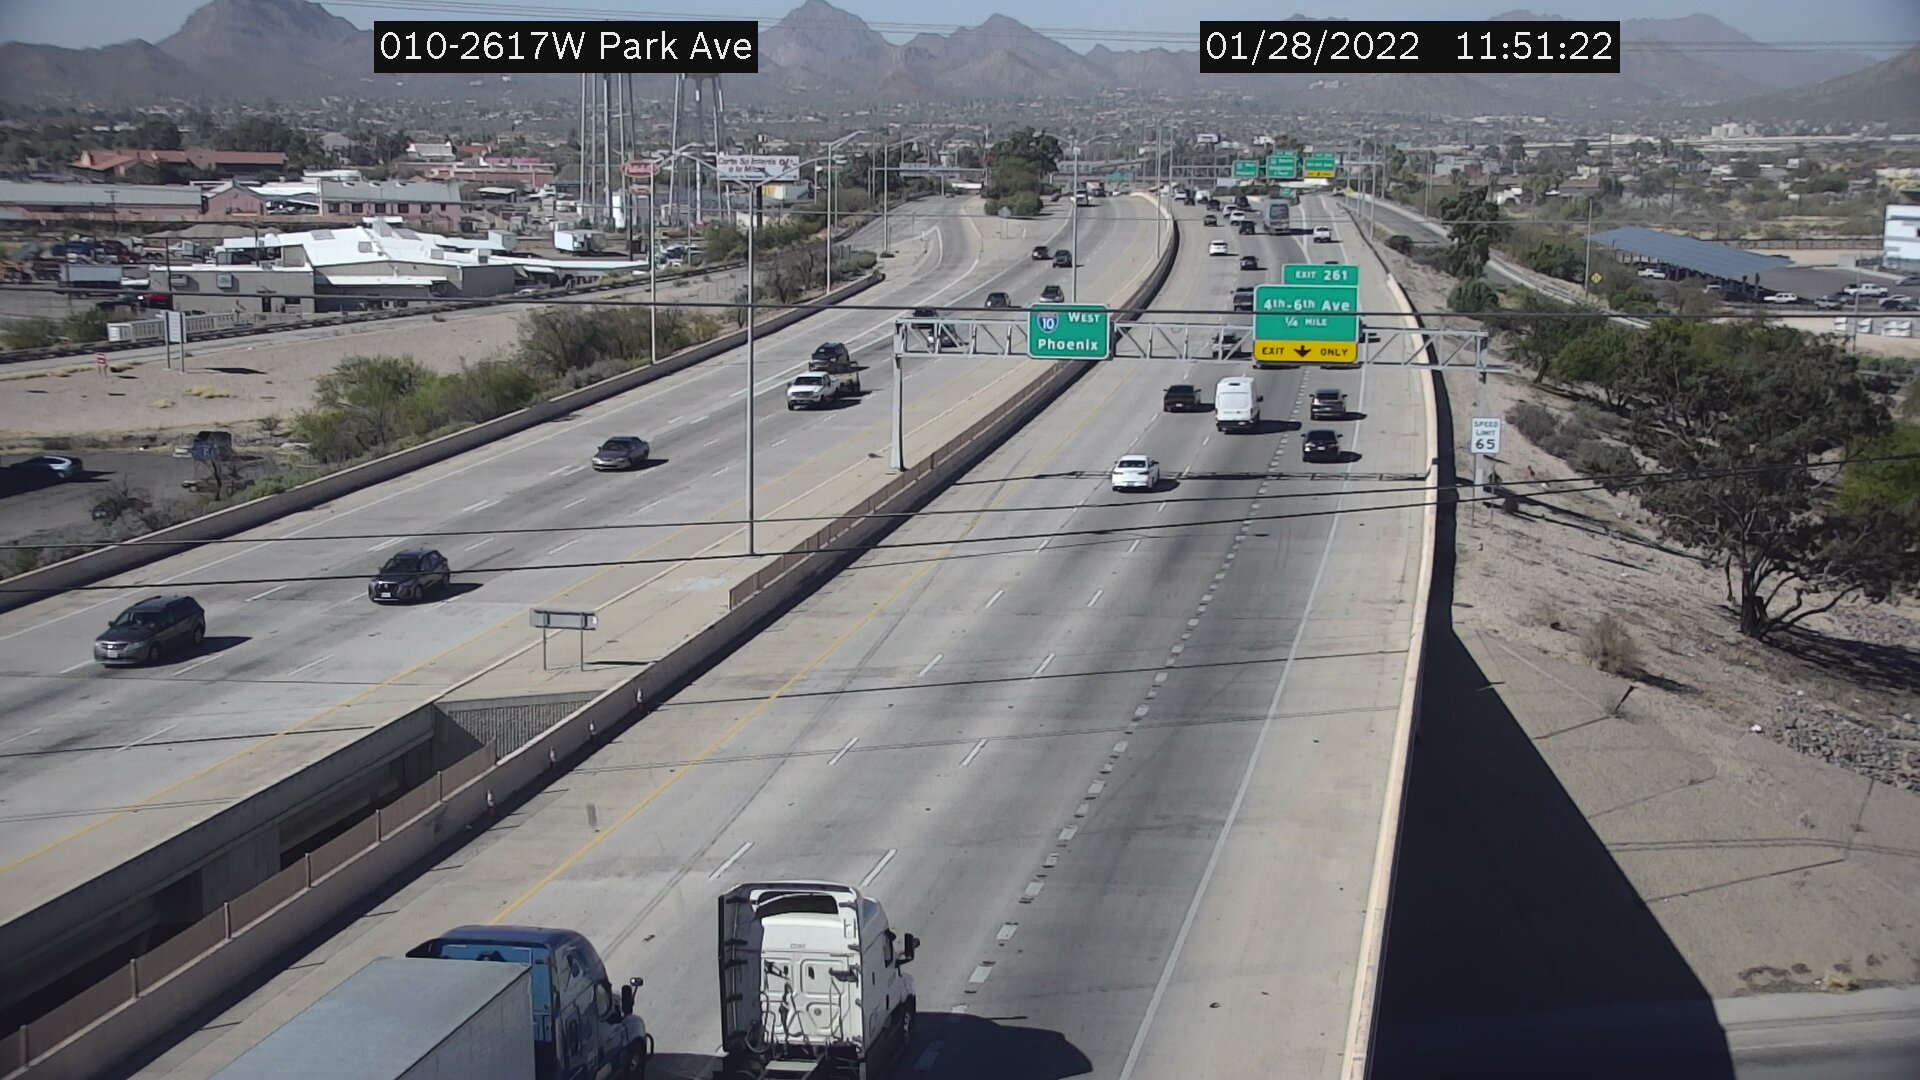 010-2617W Park Ave
01/28/2022 11:51:22
EXIT 261
4th-6th Ave
1/4 MILE
EXIT ONLY
10
WEST
Phoenix
SPEED
LIMIT
65